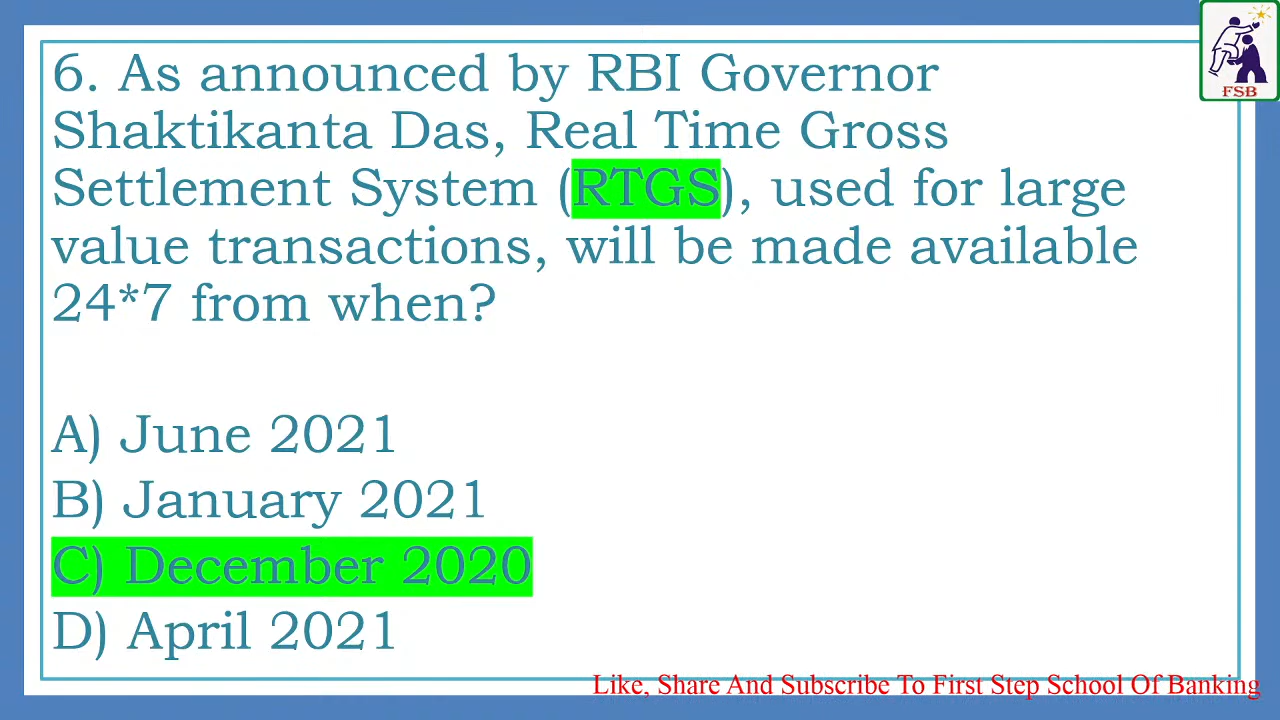 6. As announced by RBI Governor
Shaktikanta Das, Real Time Gross
Settlement System (RTGS), used for large
value transactions, will be made available
24*7 from when?
A) June 2021
B) January 2021
C) December 2020
D) April 2021
FSB
Like, Share And Subscribe To First Step School Of Banking